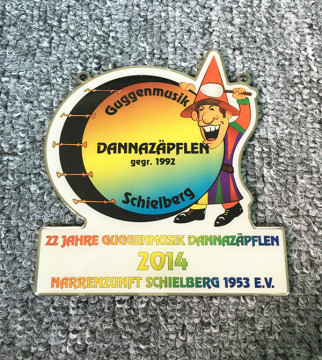 Guggenmusik
DANNAZÄPFLEN
gegr. 1992
Schielberg
22 JAHRE GUGGENMUSIK DANNAZÄPFLEN
2014
NARRENZUNFT SCHIELBERG 1953 E.V.